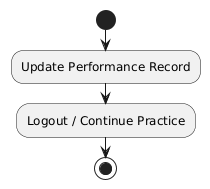 Update Performance Record
Logout / Continue Practice